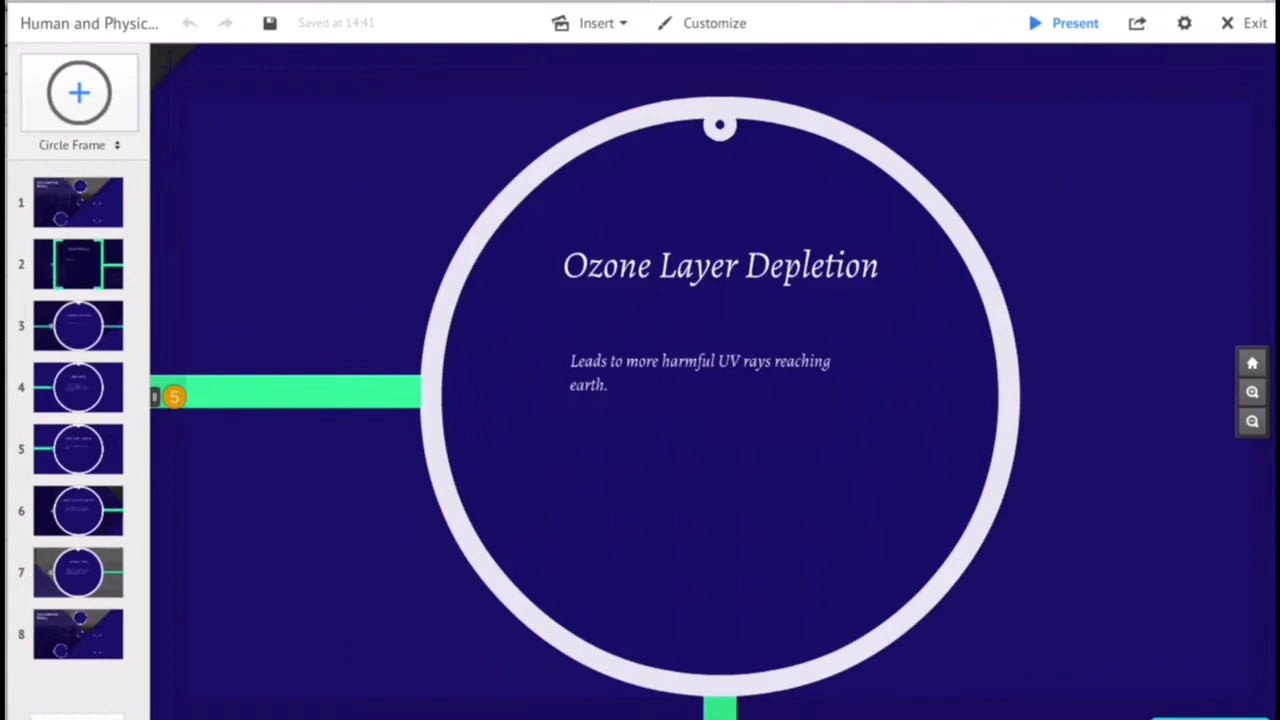 Human and Physic...
Saved at 14:41
Insert
Customize
Present
Exit
Circle Frame
1
2
3
4
5
6
7
8
5
Ozone Layer Depletion
Leads to more harmful UV rays reaching
earth.